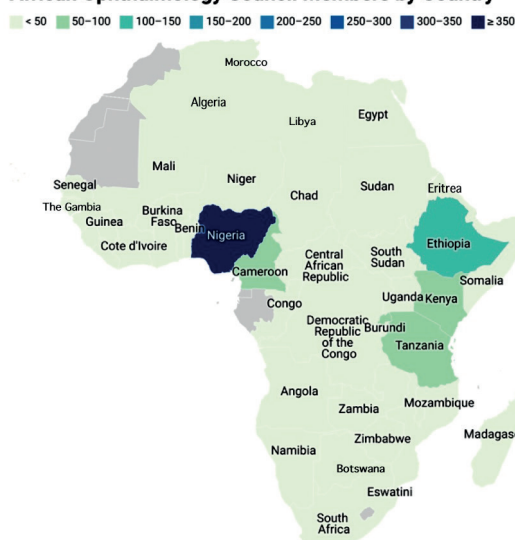 African Ophthalmology Council Members by Country
< 50 50–100 100–150 150–200 200–250 250–300 300–350 ≥ 350
Morocco
Algeria
Libya
Egypt
Mali
Niger
Chad
Sudan
Eritrea
Senegal
The Gambia
Guinea
Burkina
Faso
Benin
Nigeria
Cote d'Ivoire
Cameroon
Central
African
Republic
South
Sudan
Ethiopia
Somalia
Congo
Uganda
Kenya
Democratic
Republic
of the
Congo
Burundi
Tanzania
Angola
Zambia
Mozambique
Zimbabwe
Madagasc
Namibia
Botswana
Eswatini
South
Africa